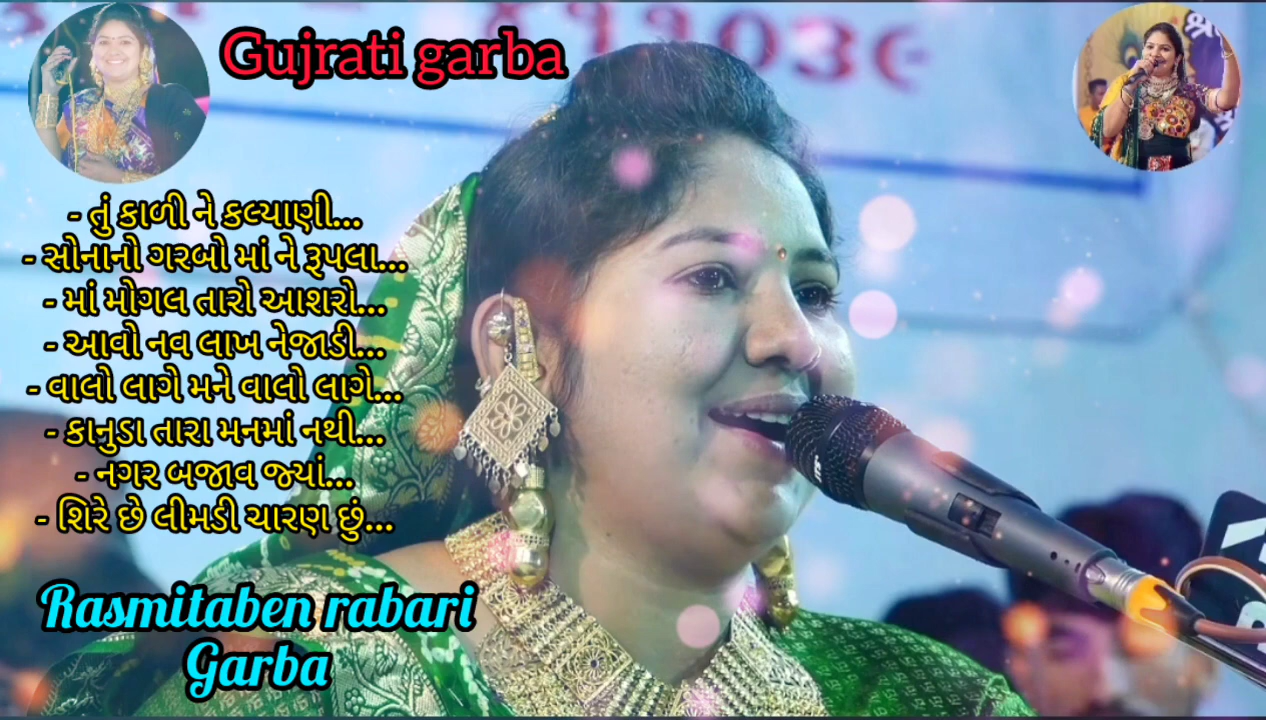 Gujrati garba
- તું કાળી ને કલ્યાણી...
- સોનાનો ગરબો માં ને રૂપલા...
- માં મોગલ તારો આશરો...
- આવો નવ લાખ નેજાડી...
- વાલો લાગે મને વાલો લાગે...
- કાનુડા તારા મનમાં નથી...
- નગર બજાવ જ્યાં...
- શિરે છે લીમડી ચારણ છું...
Rasmitaben rabari
Garba